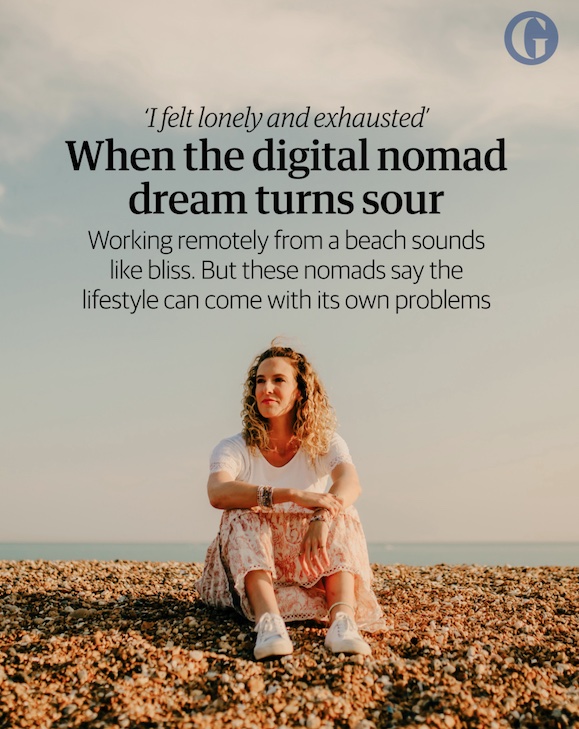 G
‘I felt lonely and exhausted’
When the digital nomad
dream turns sour
Working remotely from a beach sounds
like bliss. But these nomads say the
lifestyle can come with its own problems